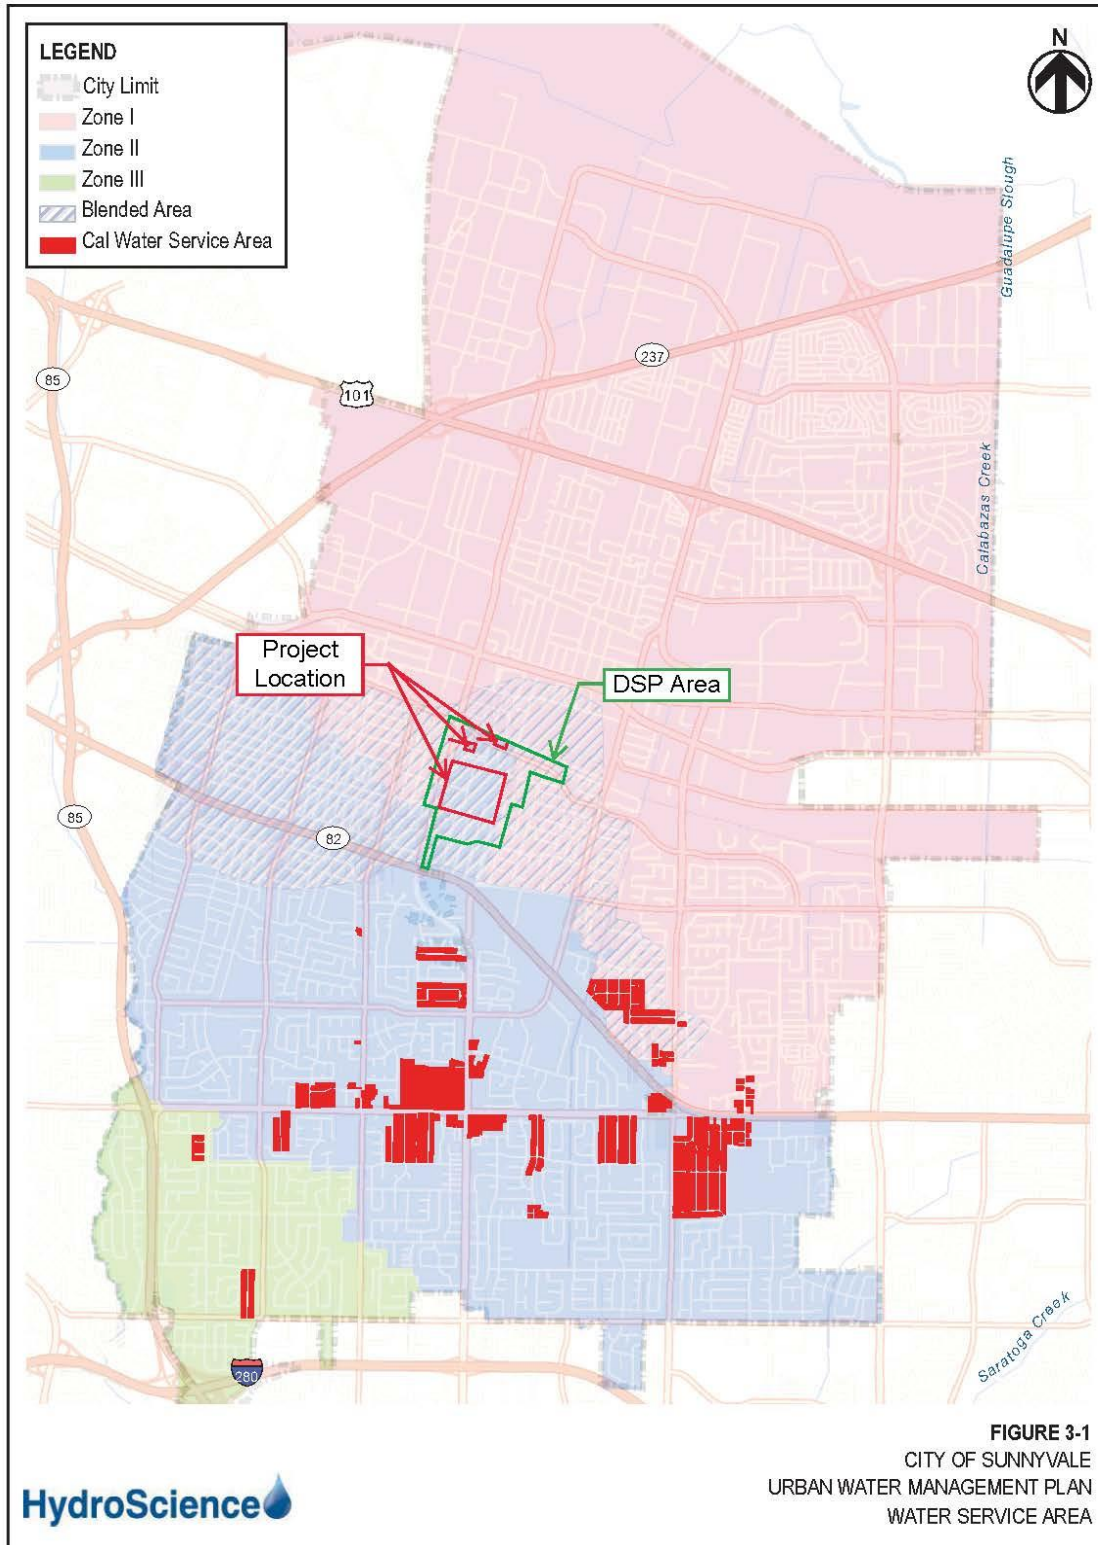 LEGEND
City Limit
Zone I
Zone II
Zone III
Blended Area
Cal Water Service Area
N
Guadalupe Slough
237
85
101
Calabazas Creek
Project
Location
DSP Area
85
82
Saratoga Creek
280
FIGURE 3-1
CITY OF SUNNYVALE
URBAN WATER MANAGEMENT PLAN
WATER SERVICE AREA
HydroScience